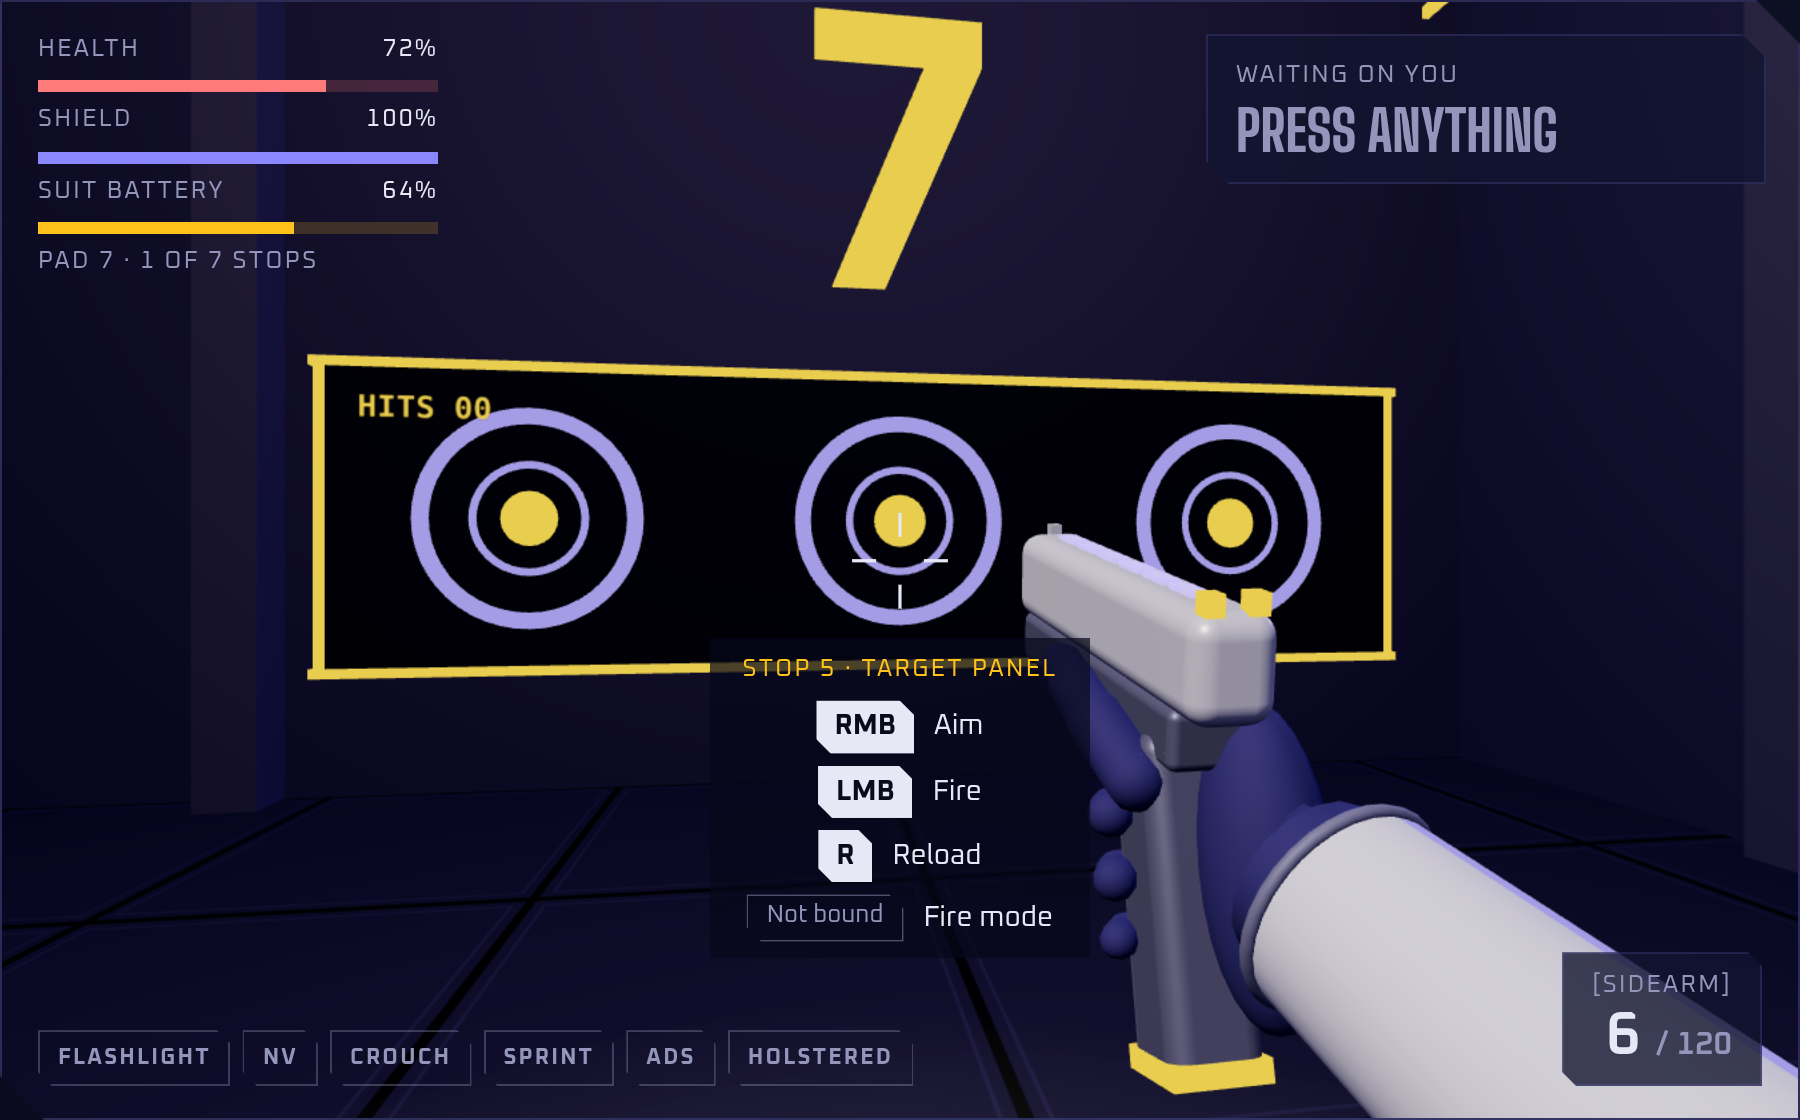 HEALTH 72%
SHIELD 100%
SUIT BATTERY 64%
PAD 7 · 1 OF 7 STOPS
7
WAITING ON YOU
PRESS ANYTHING
HITS 00
STOP 5 · TARGET PANEL
RMB Aim
LMB Fire
R Reload
Not bound Fire mode
[SIDEARM]
6 / 120
FLASHLIGHT NV CROUCH SPRINT ADS HOLSTERED